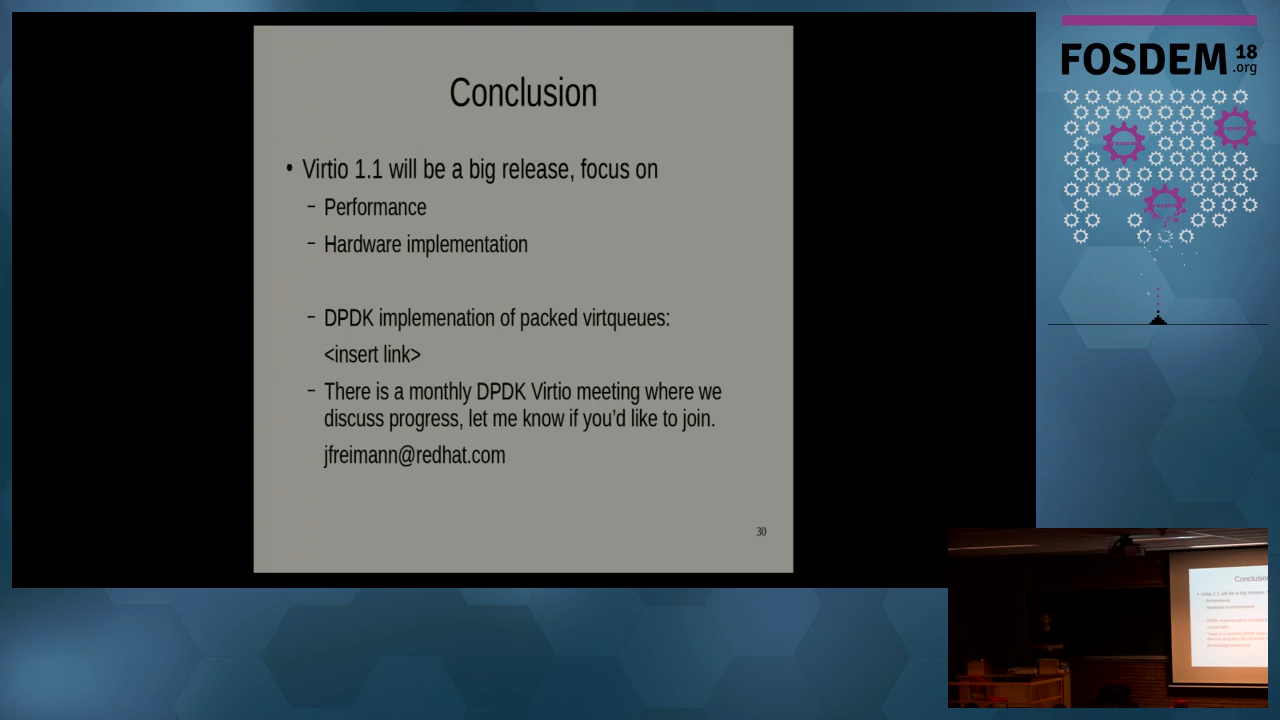 Conclusion
• Virtio 1.1 will be a big release, focus on
– Performance
– Hardware implementation
– DPDK implemenation of packed virtqueues:
<insert link>
– There is a monthly DPDK Virtio meeting where we
discuss progress, let me know if you’d like to join.
jfreimann@redhat.com
30
FOSDEM 18
.org
Conclusion